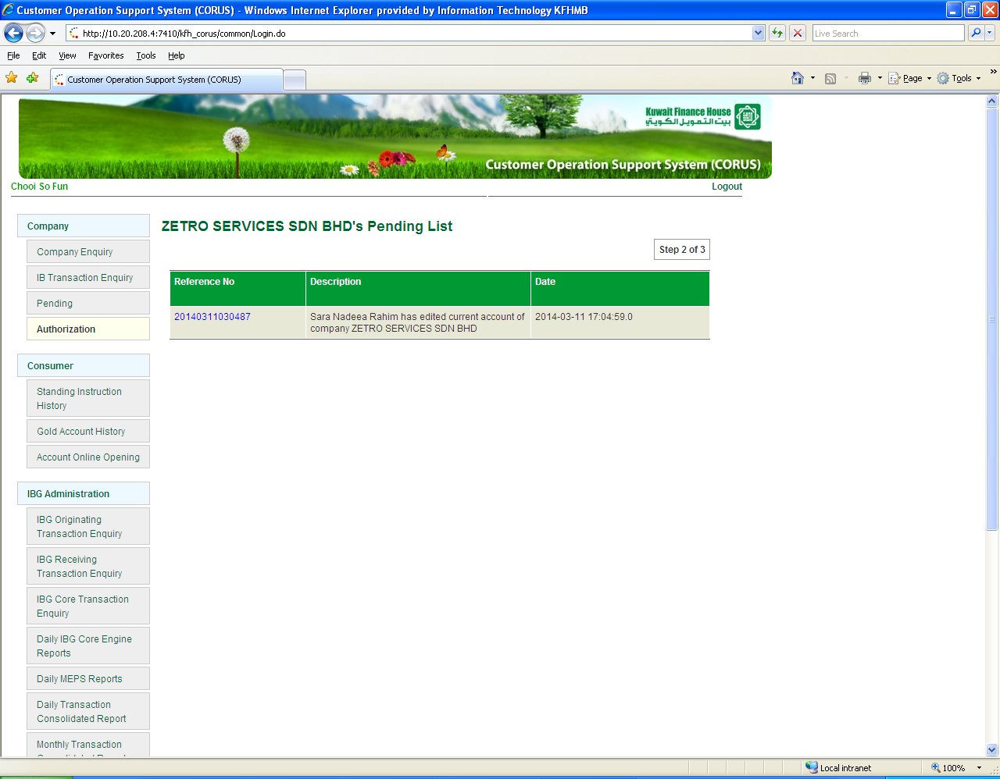 Customer Operation Support System (CORUS) - Windows Internet Explorer provided by Information Technology KFHMB
http://10.20.208.4:7410/kfh_corus/common/Login.do
Live Search
File Edit View Favorites Tools Help
Customer Operation Support System (CORUS)
Page Tools
Kuwait Finance House
بيت التمويل الكويتي
Customer Operation Support System (CORUS)
Chooi So Fun
Logout
Company
Company Enquiry
IB Transaction Enquiry
Pending
Authorization
Consumer
Standing Instruction
History
Gold Account History
Account Online Opening
IBG Administration
IBG Originating
Transaction Enquiry
IBG Receiving
Transaction Enquiry
IBG Core Transaction
Enquiry
Daily IBG Core Engine
Reports
Daily MEPS Reports
Daily Transaction
Consolidated Report
Monthly Transaction
ZETRO SERVICES SDN BHD's Pending List
Step 2 of 3
Reference No Description Date
20140311030487 Sara Nadeea Rahim has edited current account of 2014-03-11 17:04:59.0
company ZETRO SERVICES SDN BHD
Local intranet
100%